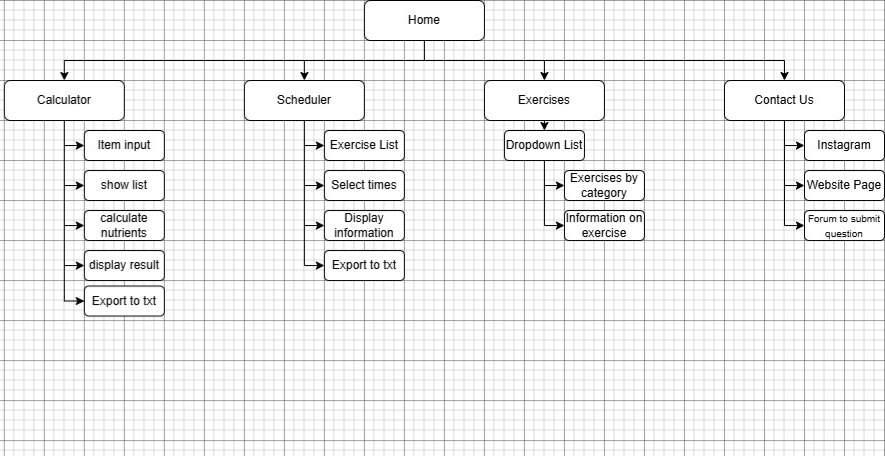 Home
Calculator
Scheduler
Exercises
Contact Us
Item input
show list
calculate
nutrients
display result
Export to txt
Exercise List
Select times
Display
information
Export to txt
Dropdown List
Exercises by
category
Information on
exercise
Instagram
Website Page
Forum to submit
question